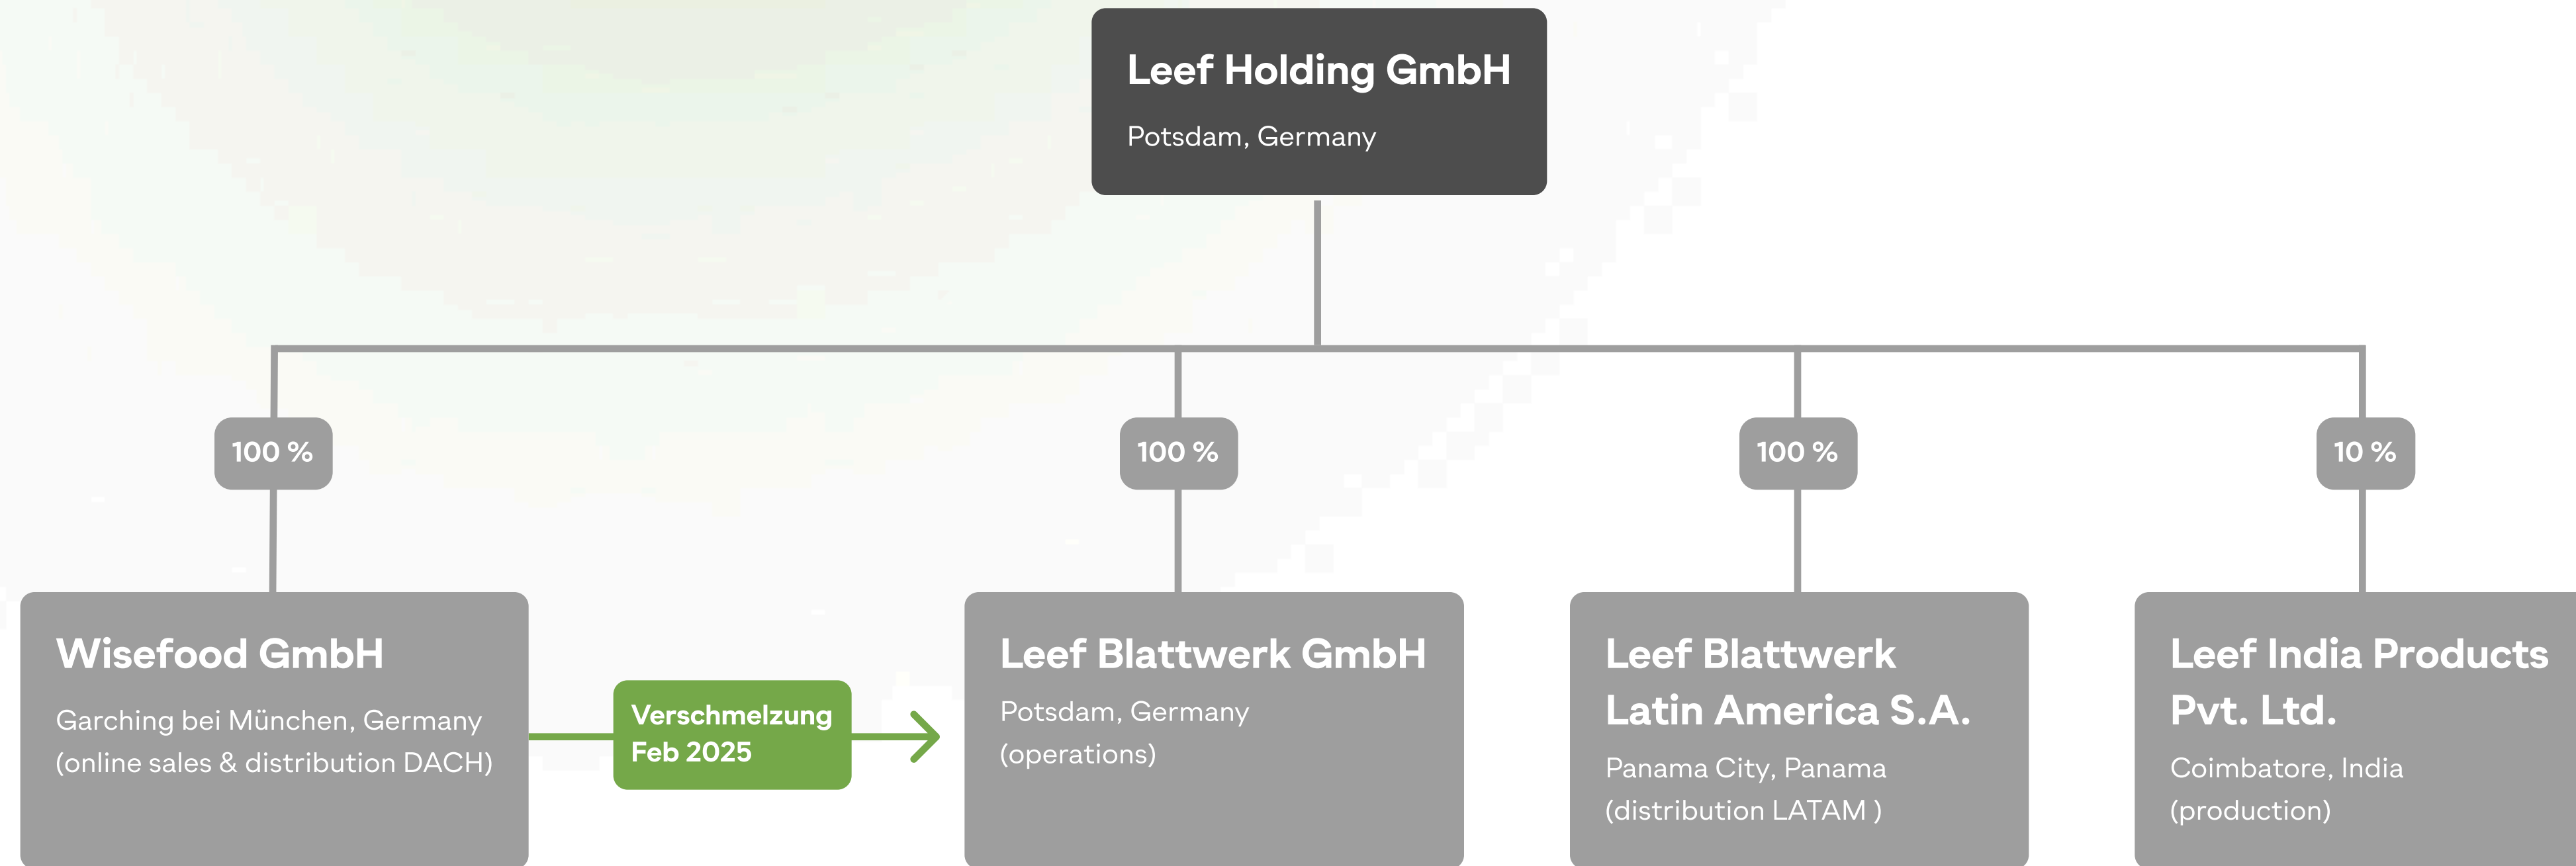 Leef Holding GmbH
Potsdam, Germany
100 %
100 %
100 %
10 %
Wisefood GmbH
Garching bei München, Germany
(online sales & distribution DACH)
Verschmelzung
Feb 2025
Leef Blattwerk GmbH
Potsdam, Germany
(operations)
Leef Blattwerk
Latin America S.A.
Panama City, Panama
(distribution LATAM )
Leef India Products
Pvt. Ltd.
Coimbatore, India
(production)